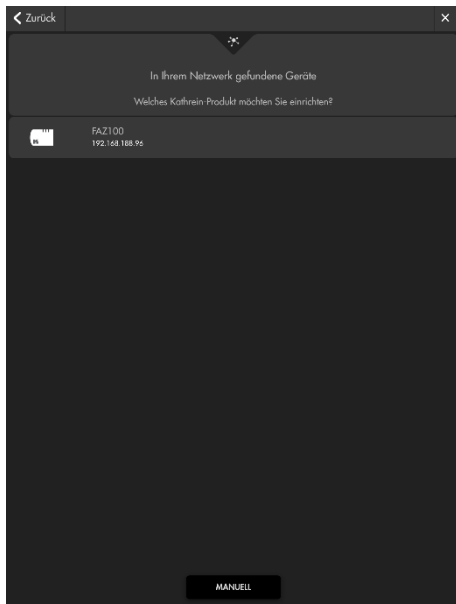 Zurück
In Ihrem Netzwerk gefundene Geräte
Welches Kathrein-Produkt möchten Sie einrichten?
FAZ100
192.168.188.96
MANUELL